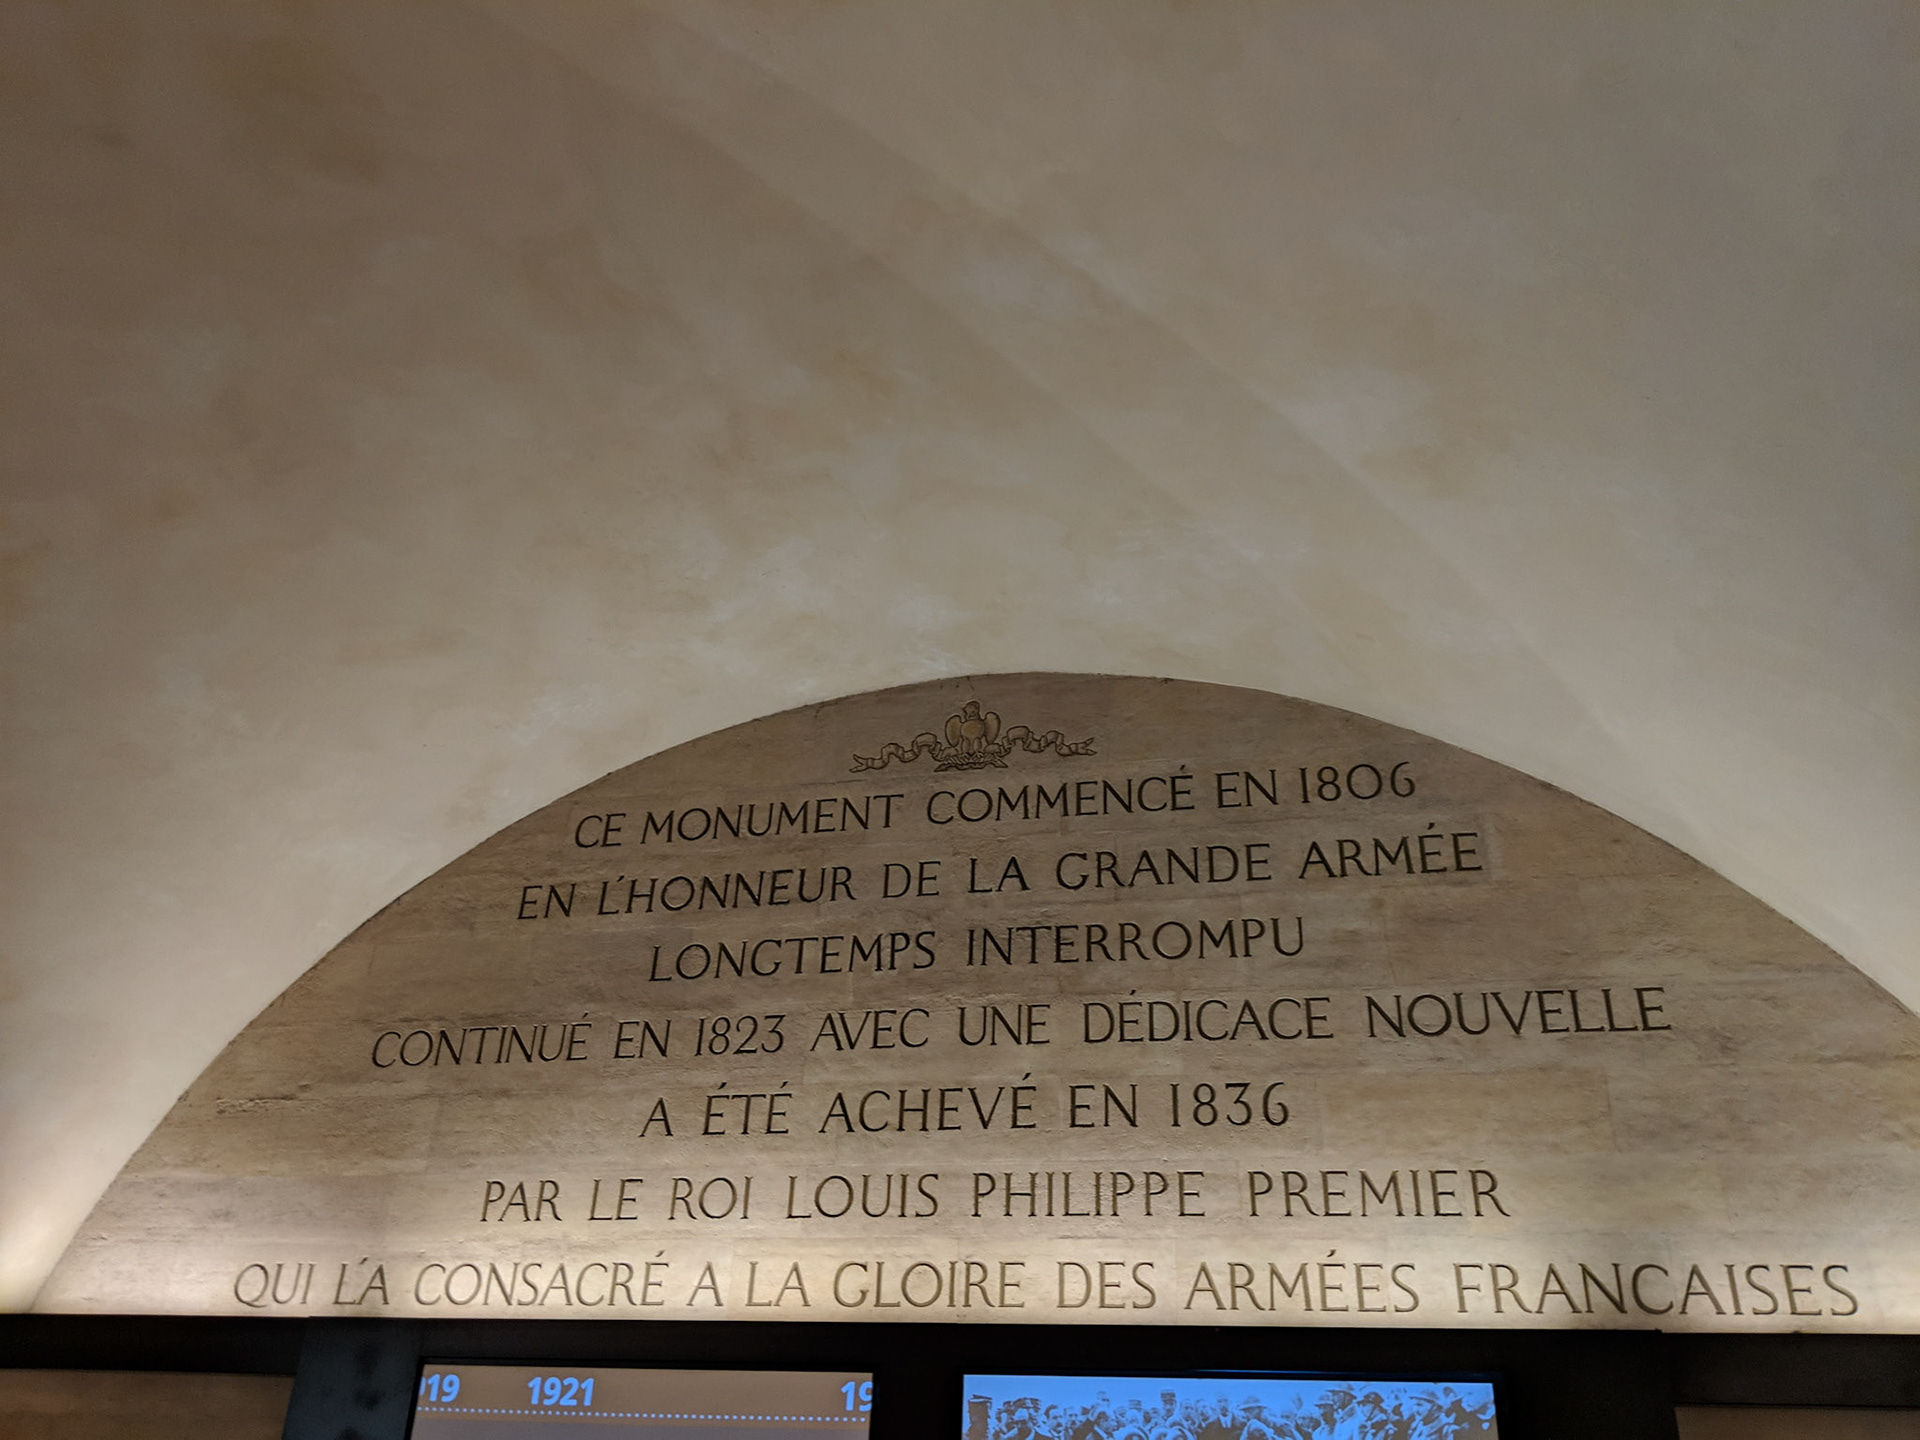 CE MONUMENT COMMENCÉ EN 1806
EN L'HONNEUR DE LA GRANDE ARMÉE
LONGTEMPS INTERROMPU
CONTINUÉ EN 1823 AVEC UNE DÉDICACE NOUVELLE
A ÉTÉ ACHEVÉ EN 1836
PAR LE ROI LOUIS PHILIPPE PREMIER
QUI L'A CONSACRÉ A LA GLOIRE DES ARMÉES FRANCAISES
1921